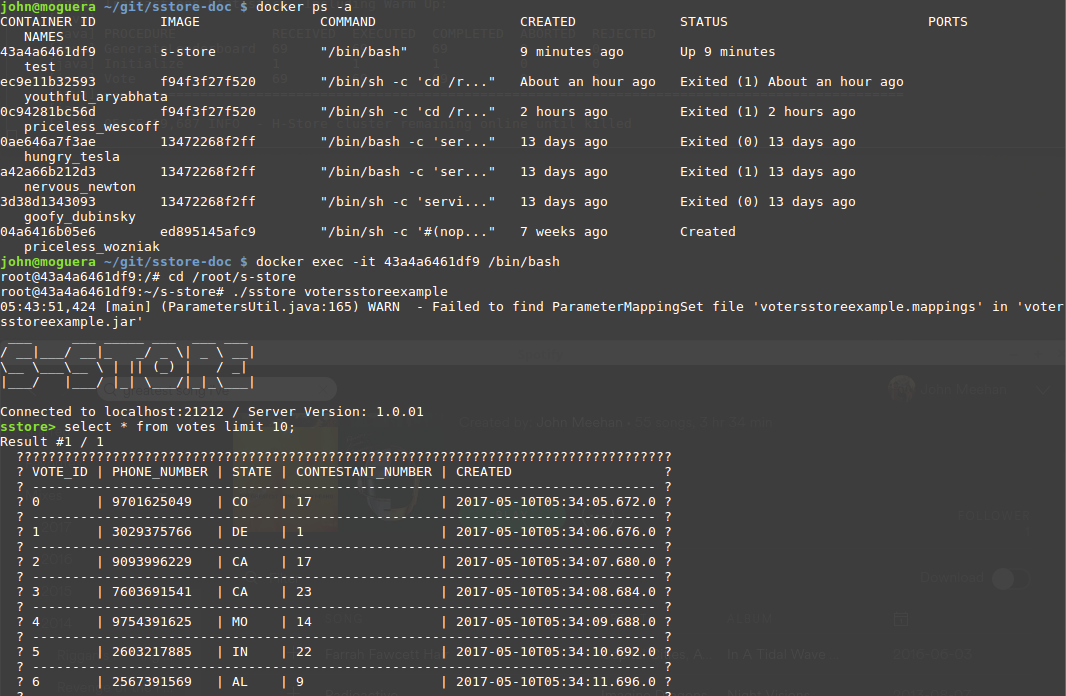 john@moguera ~/git/sstore-doc $ docker ps -a
CONTAINER ID        IMAGE               COMMAND                  CREATED             STATUS                         PORTS
   NAMES
43a4a6461df9        s-store             "/bin/bash"              9 minutes ago       Up 9 minutes
   test
ec9e11b32593        f94f3f27f520        "/bin/sh -c 'cd /r..."   About an hour ago   Exited (1) About an hour ago
   youthful_aryabhata
0c94281bc56d        f94f3f27f520        "/bin/sh -c 'cd /r..."   2 hours ago         Exited (1) 2 hours ago
   priceless_wescoff
0ae646a7f3ae        13472268f2ff        "/bin/bash -c 'ser..."   13 days ago         Exited (0) 13 days ago
   hungry_tesla
a42a66b212d3        13472268f2ff        "/bin/bash -c 'ser..."   13 days ago         Exited (1) 13 days ago
   nervous_newton
3d38d1343093        13472268f2ff        "/bin/sh -c 'servi..."   13 days ago         Exited (0) 13 days ago
   goofy_dubinsky
04a6416b05e6        ed895145afc9        "/bin/sh -c '#(nop..."   7 weeks ago         Created
   priceless_wozniak
john@moguera ~/git/sstore-doc $ docker exec -it 43a4a6461df9 /bin/bash
root@43a4a6461df9:/# cd /root/s-store
root@43a4a6461df9:~/s-store# ./sstore votersstoreexample
05:43:51,424 [main] (ParametersUtil.java:165) WARN  - Failed to find ParameterMappingSet file 'votersstoreexample.mappings' in 'voter
sstoreexample.jar'
S-STORE
Connected to localhost:21212 / Server Version: 1.0.01
sstore> select * from votes limit 10;
Result #1 / 1
  ??????????????????????????????????????????????????????????????????????????????????
  ? VOTE_ID | PHONE_NUMBER | STATE | CONTESTANT_NUMBER | CREATED                   ?
  ? ------------------------------------------------------------------------------ ?
  ? 0       | 9701625049   | CO    | 17                | 2017-05-10T05:34:05.672.0 ?
  ? ------------------------------------------------------------------------------ ?
  ? 1       | 3029375766   | DE    | 1                 | 2017-05-10T05:34:06.676.0 ?
  ? ------------------------------------------------------------------------------ ?
  ? 2       | 9093996229   | CA    | 17                | 2017-05-10T05:34:07.680.0 ?
  ? ------------------------------------------------------------------------------ ?
  ? 3       | 7603691541   | CA    | 23                | 2017-05-10T05:34:08.684.0 ?
  ? ------------------------------------------------------------------------------ ?
  ? 4       | 9754391625   | MO    | 14                | 2017-05-10T05:34:09.688.0 ?
  ? ------------------------------------------------------------------------------ ?
  ? 5       | 2603217885   | IN    | 22                | 2017-05-10T05:34:10.692.0 ?
  ? ------------------------------------------------------------------------------ ?
  ? 6       | 2567391569   | AL    | 9                 | 2017-05-10T05:34:11.696.0 ?